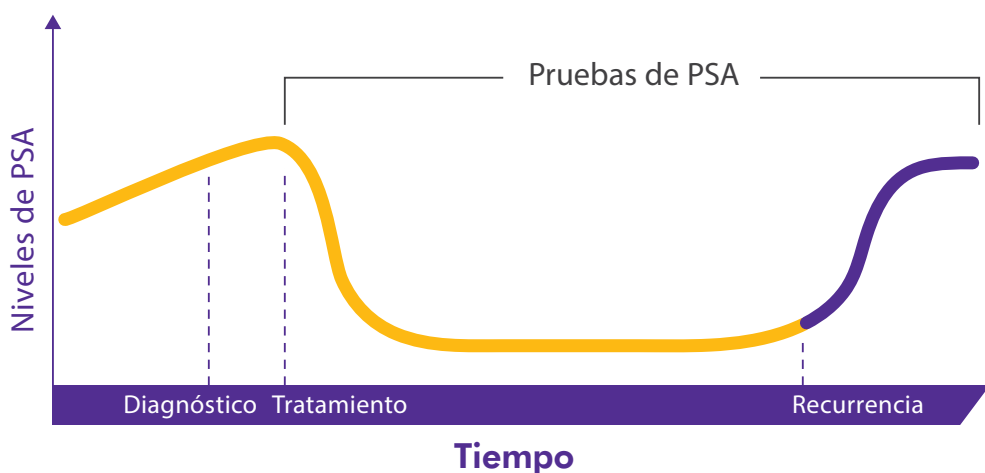 Pruebas de PSA
Niveles de PSA
Diagnóstico
Tratamiento
Recurrencia
Tiempo